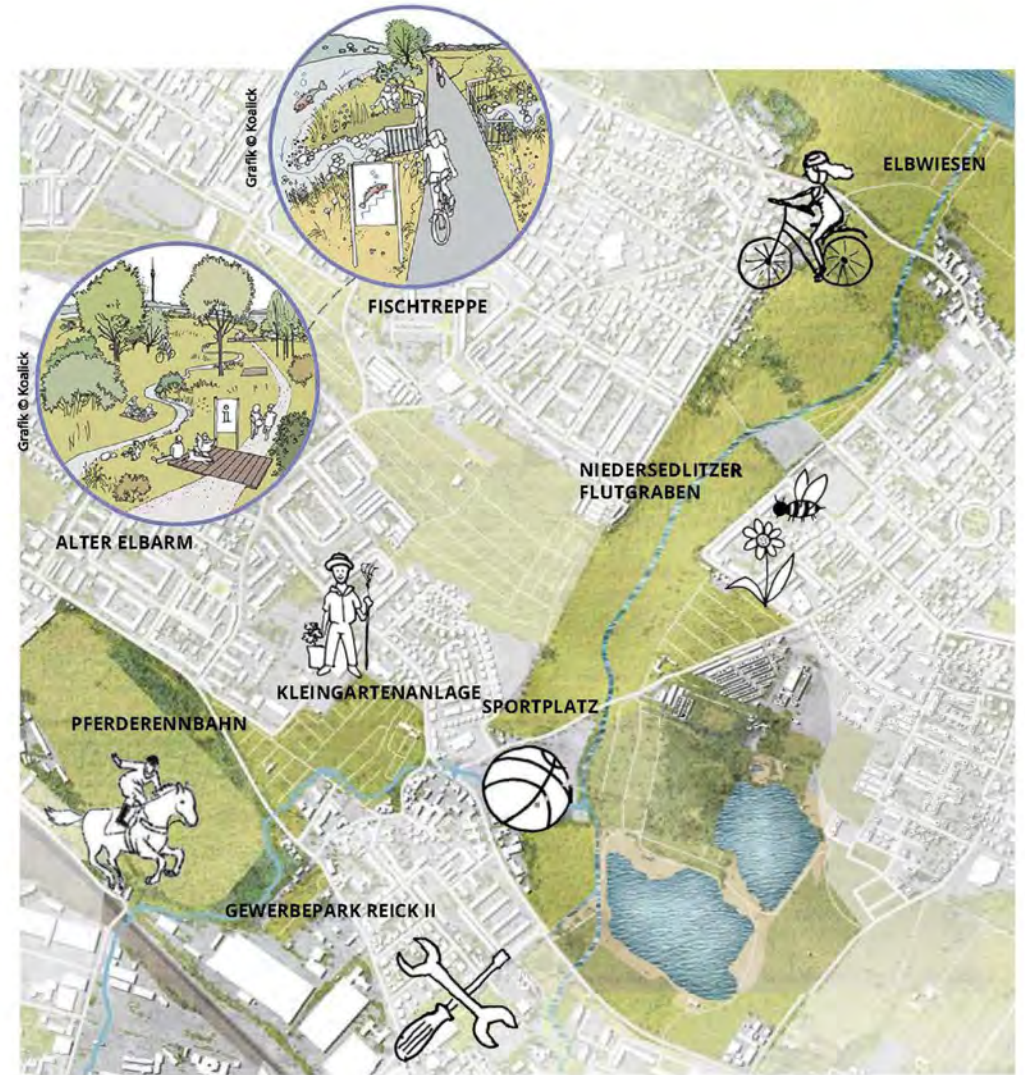 Grafik © Koalick
ELBWIESEN
FISCHTREPPE
Grafik © Koalick
i
NIEDERSEDLITZER
FLUTGRABEN
ALTER ELBARM
KLEINGARTENANLAGE
SPORTPLATZ
PFERDERENNBAHN
GEWERBEPARK REICK II